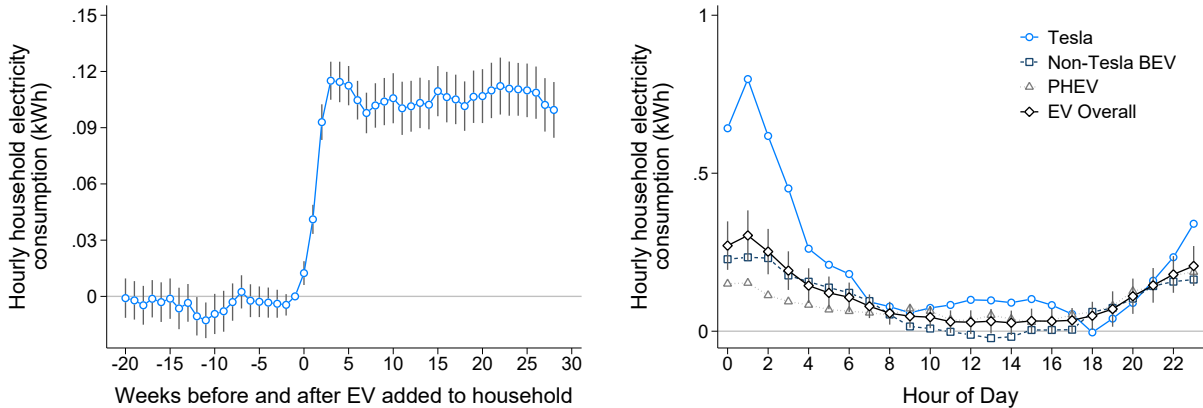 Hourly household electricity
consumption (kWh)
.15
.12
.09
.06
.03
0
-20 -15 -10 -5 0 5 10 15 20 25 30
Weeks before and after EV added to household
Hourly household electricity
consumption (kWh)
1
.5
0
0 2 4 6 8 10 12 14 16 18 20 22
Hour of Day
Tesla
Non-Tesla BEV
PHEV
EV Overall